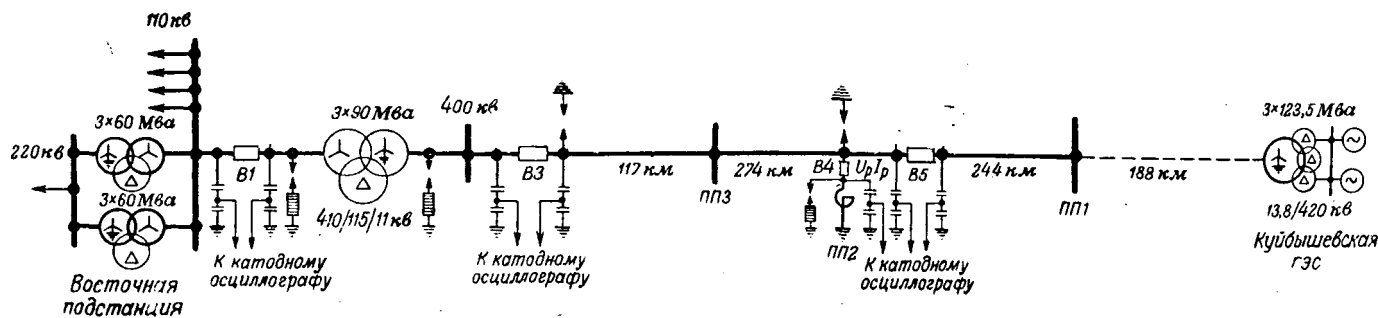 110 кв
3×60 Мва
220 кв
3×60 Мва
Восточная
подстанция
В1
К катодному
осциллографу
3×90 Мва
410/115/11 кв
400 кв
В3
К катодному
осциллографу
117 км
ПП3
274 км
В4
UрIр
В5
ПП2
К катодному
осциллографу
244 км
ПП1
188 км
3×123,5 Мва
13,8/420 кв
Куйбышевская
гэс